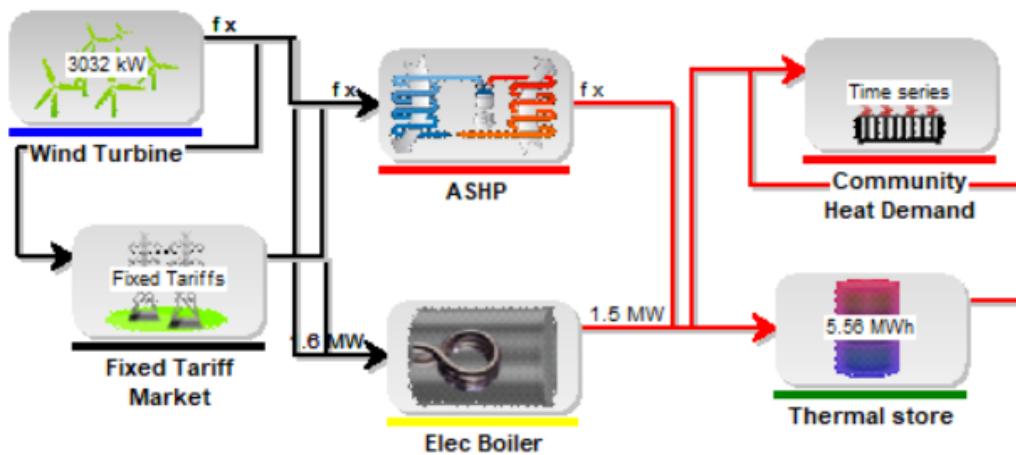 f x
3032 kW
Wind Turbine
f x
f x
ASHP
Time series
Community
Heat Demand
Fixed Tariffs
Fixed Tariff
Market
1.6 MW
1.5 MW
Elec Boiler
5.56 MWh
Thermal store